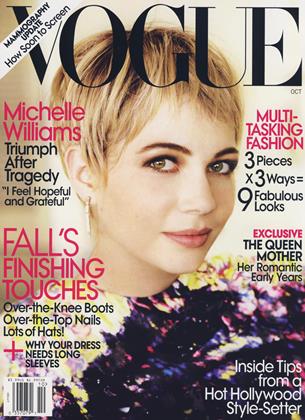 MAMMOGRAPHY
UPDATE
How Soon to Screen
VOGUE
OCT
Michelle
Williams
Triumph
After
Tragedy
"I Feel Hopeful
and Grateful"
MULTI-
TASKING
FASHION
3 Pieces
x 3 Ways =
9 Fabulous
Looks
EXCLUSIVE
THE QUEEN
MOTHER
Her Romantic
Early Years
FALL'S
FINISHING
TOUCHES
Over-the-Knee Boots
Over-the-Top Nails
Lots of Hats!
+ WHY YOUR DRESS
NEEDS LONG
SLEEVES
Inside Tips
from a
Hot Hollywood
Style-Setter